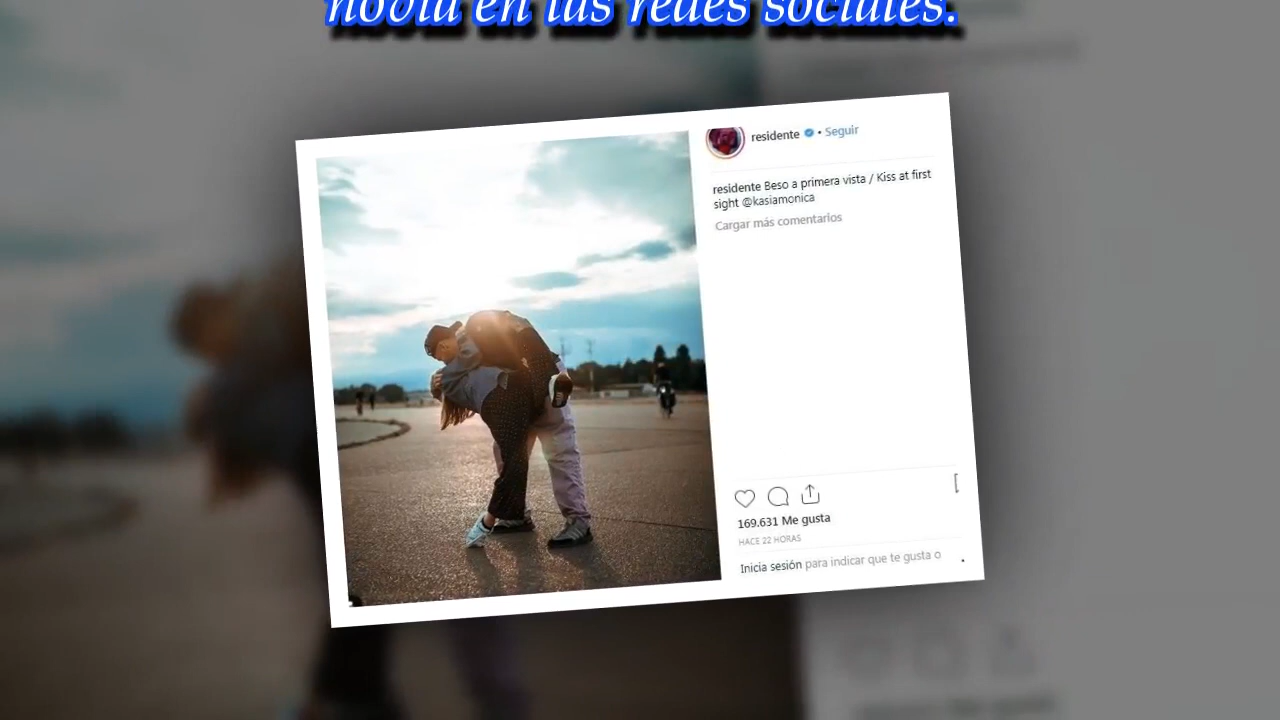 novia en las redes sociales.
residente • Seguir
residente Beso a primera vista / Kiss at first
sight @kasiamonica
Cargar más comentarios
169.631 Me gusta
HACE 22 HORAS
Inicia sesión para indicar que te gusta o